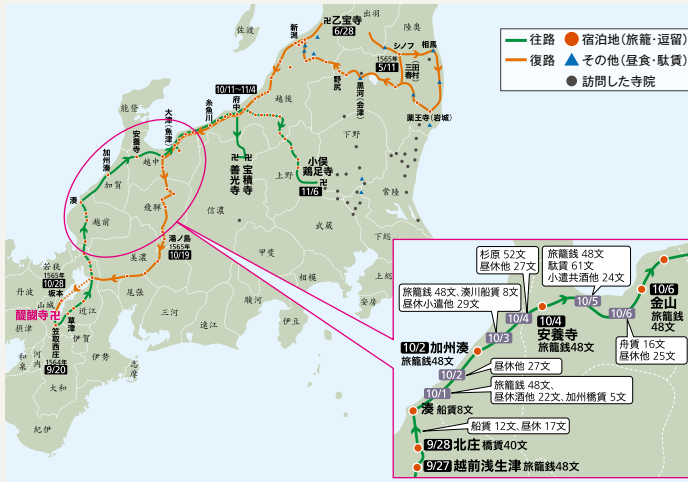 往路
復路
宿泊地(旅籠・逗留)
その他(昼食・駄賃)
訪問した寺院
佐渡
出羽
陸奥
新潟
卍乙宝寺
6/28
シノフ
相馬
1565年
5/11
三春
田村
野尻
黒河(会津)
薬王寺(岩城)
能登
大津(魚津)
糸魚川
府中
10/11〜11/4
越後
下野
加州湊
安養寺
越中
加賀
湊
越前
飛騨
信濃
卍 卍
善光寺
宝積寺
上野
小俣
鶏足寺
卍
11/6
常陸
武蔵
下総
上総
安房
甲斐
相模
駿河
伊豆
遠江
三河
尾張
美濃
湯ノ島
1565年
10/19
若狭
1565年
10/28
坂本
丹波
山城
近江
醍醐寺卍
摂津
草津
笠取西庄
1564年
9/20
伊賀
伊勢
志摩
河内
和泉
大和
紀伊
杉原 52文
昼休他 27文
旅籠銭 48文
駄賃 61文
小遣共酒他 24文
旅籠銭 48文、湊川船賃 8文
昼休小遣他 29文
10/6
金山
旅籠銭
48文
10/5
10/6
10/4
10/4
安養寺
旅籠銭48文
10/3
舟賃 16文
昼休他 25文
10/2 加州湊
旅籠銭48文
10/2
昼休他 27文
10/1
旅籠銭 48文、
昼休酒他 22文、加州橋賃 5文
湊 船賃8文
船賃 12文、昼休 17文
9/28 北庄 橋賃40文
9/27 越前浅生津 旅籠銭48文